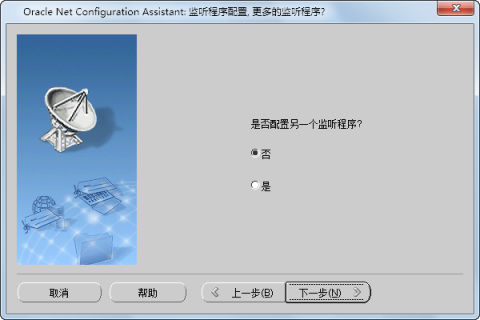 Oracle Net Configuration Assistant: 监听程序配置, 更多的监听程序?
是否配置另一个监听程序?
否
是
取消
帮助
上一步(B)
下一步(N)